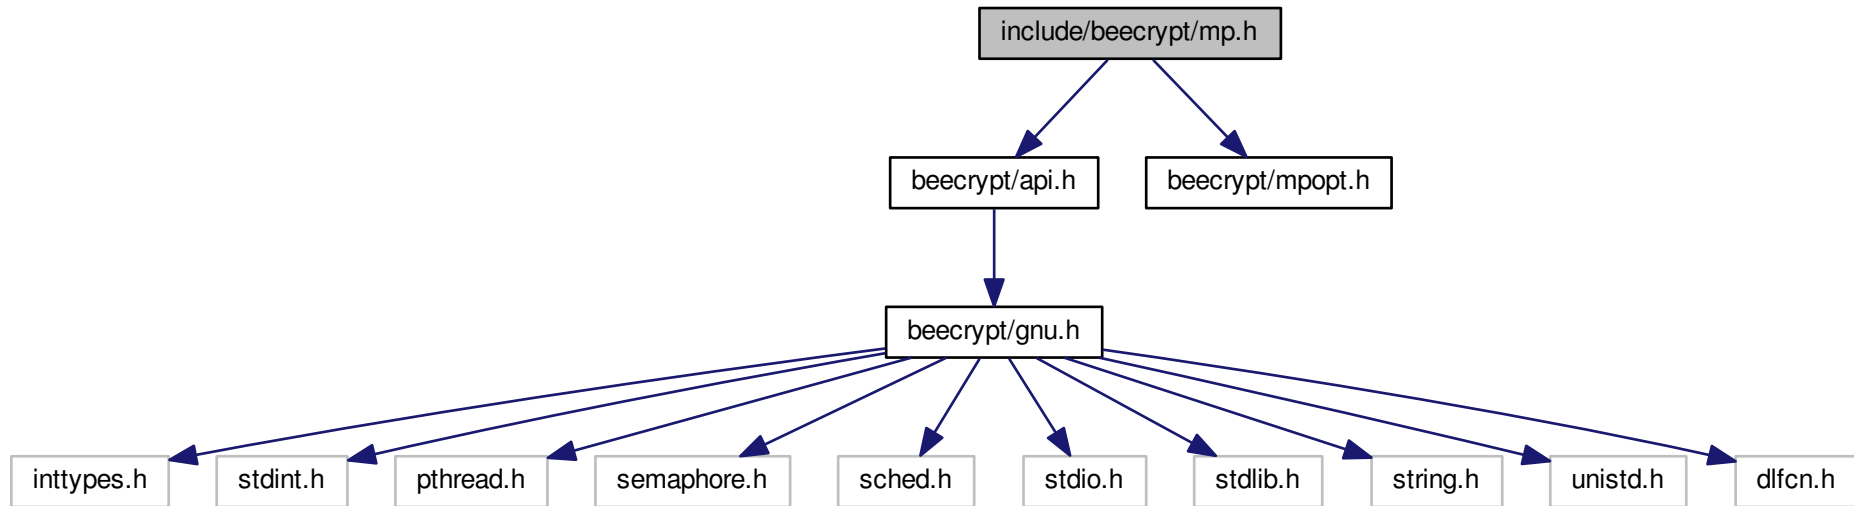 include/beecrypt/mp.h
beecrypt/api.h
beecrypt/mpopt.h
beecrypt/gnu.h
inttypes.h
stdint.h
pthread.h
semaphore.h
sched.h
stdio.h
stdlib.h
string.h
unistd.h
dlfcn.h